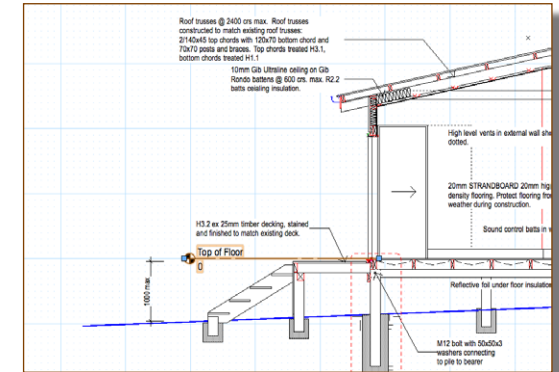 Roof trusses @ 2400 crs max. Roof trusses
constructed to match existing roof trusses:
2/140x45 top chords with 120x70 bottom chord and
70x70 posts and braces. Top chords treated H3.1,
bottom chords treated H1.1
10mm Gib Ultraline ceiling on Gib
Rondo battens @ 600 crs. max. R2.2
batts ceialing insulation.
High level vents in external wall she
dotted.
20mm STRANDBOARD 20mm hig
density flooring. Protect flooring fro
weather during construction.
Sound control batts in w
H3.2 ex 25mm timber decking, stained
and finished to match existing deck.
Top of Floor
0
1000 max
Reflective foil under floor insulatio
M12 bolt with 50x50x3
washers connecting
to pile to bearer